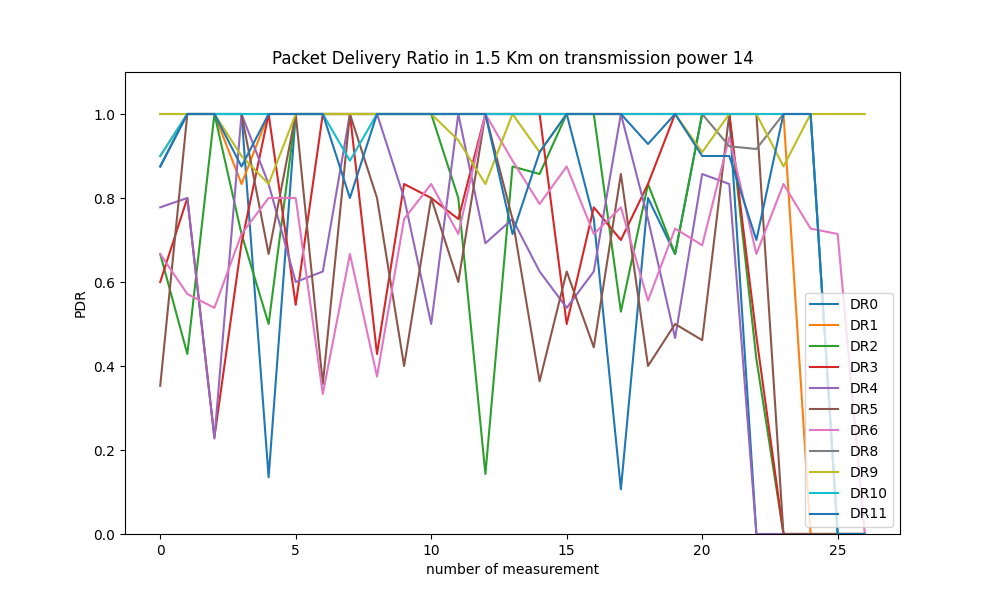 Packet Delivery Ratio in 1.5 Km on transmission power 14
PDR
1.0
0.8
0.6
0.4
0.2
0.0
0
5
10
15
20
25
number of measurement
DR0
DR1
DR2
DR3
DR4
DR5
DR6
DR8
DR9
DR10
DR11